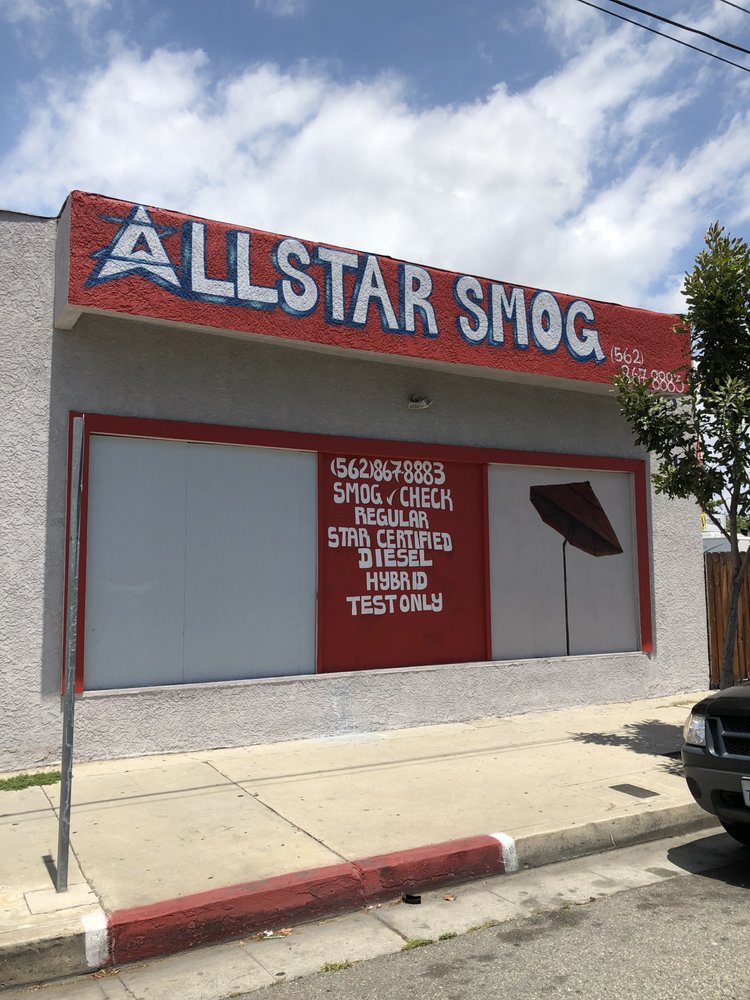 ALLSTAR SMOG
(562)
867-8883
(562)867-8883
SMOG ✓ CHECK
REGULAR
STAR CERTIFIED
DIESEL
HYBRID
TEST ONLY